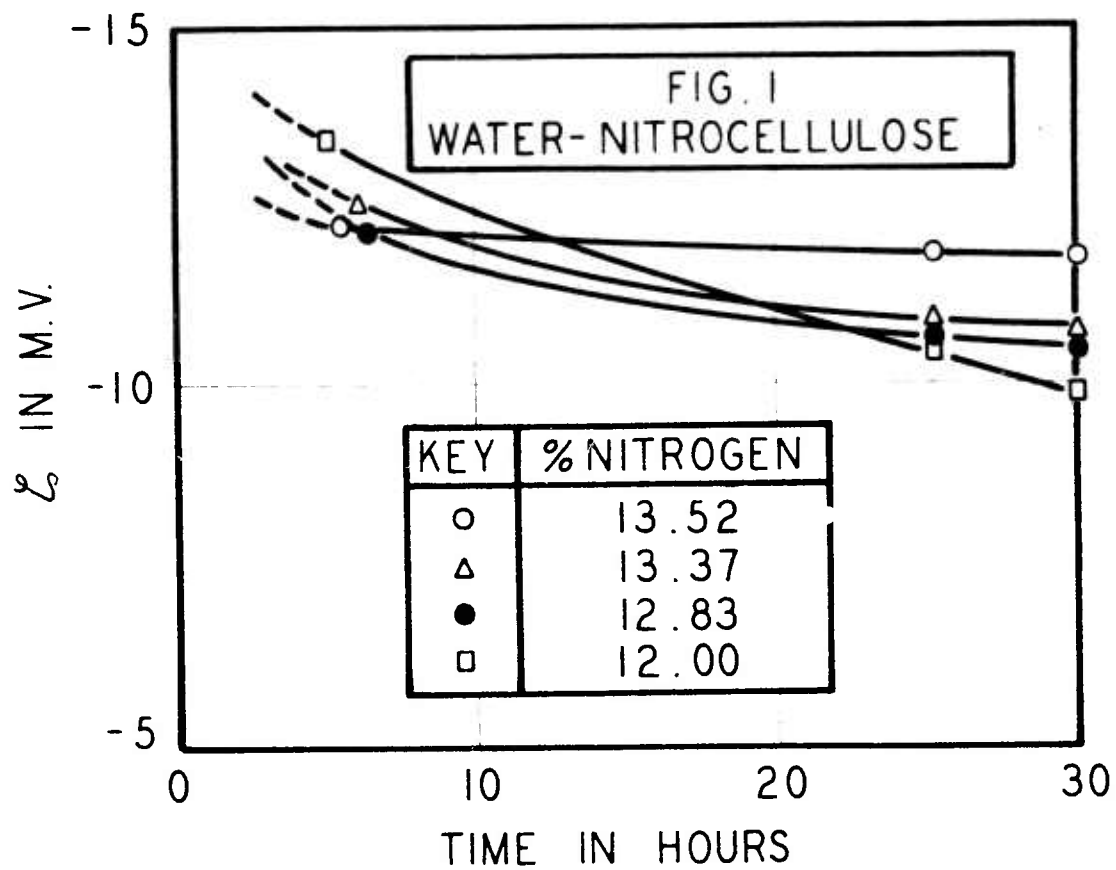 -15
FIG. 1
WATER-NITROCELLULOSE
ζ IN M.V.
-10
KEY % NITROGEN
○ 13.52
△ 13.37
● 12.83
□ 12.00
-5
0 10 20 30
TIME IN HOURS